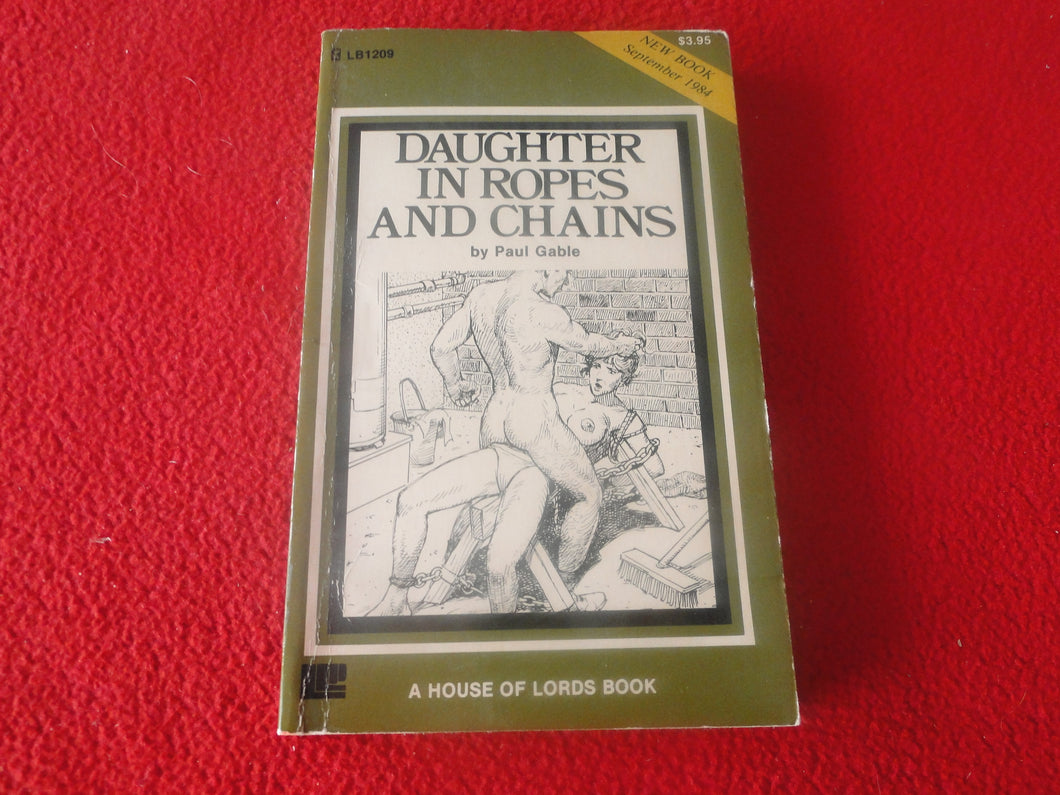 LB1209
$3.95
NEW BOOK
September 1984
DAUGHTER
IN ROPES
AND CHAINS
by Paul Gable
A HOUSE OF LORDS BOOK